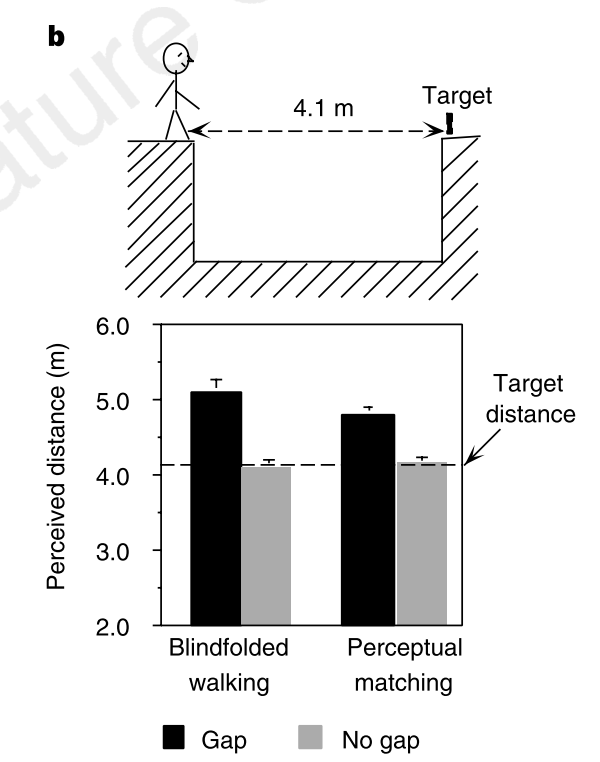 b
Target
4.1 m
6.0
5.0
4.0
3.0
2.0
Perceived distance (m)
Target
distance
Blindfolded
walking
Perceptual
matching
Gap
No gap
ature